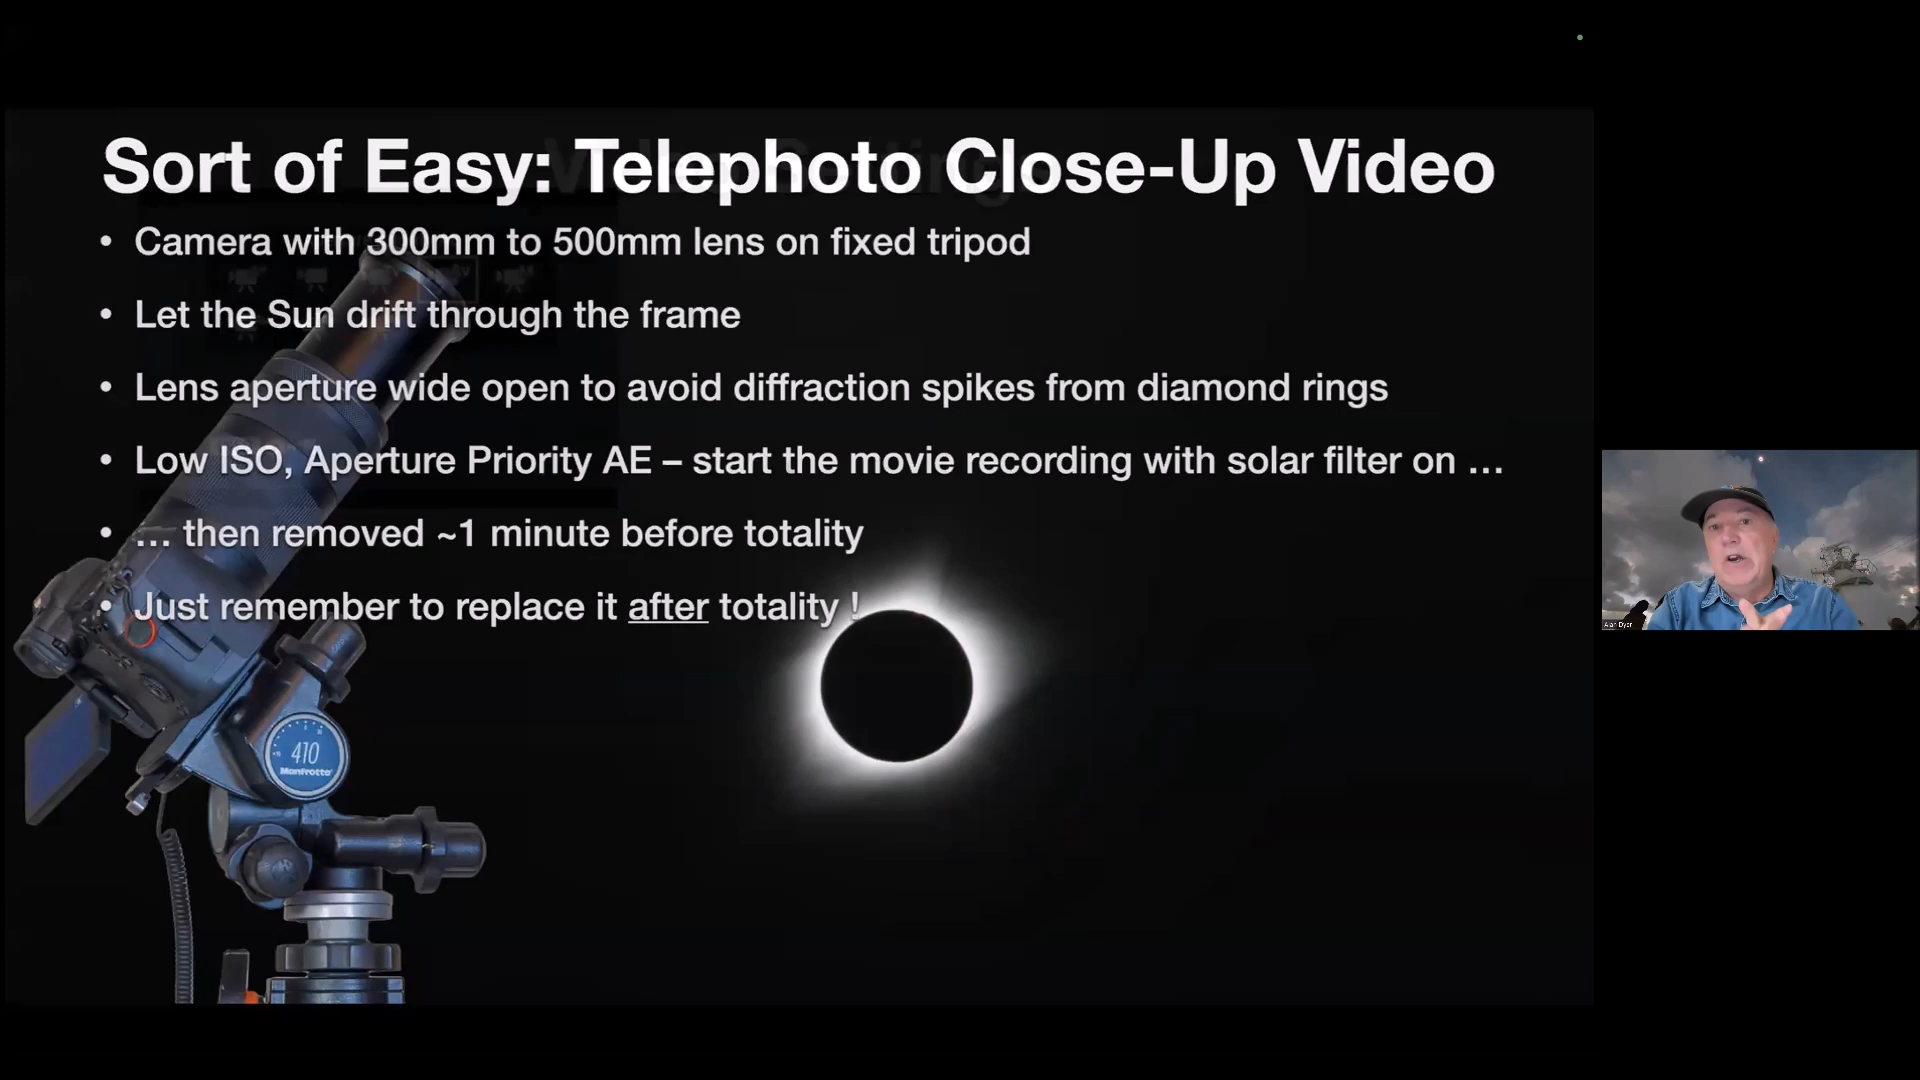 Sort of Easy: Telephoto Close-Up Video
• Camera with 300mm to 500mm lens on fixed tripod
• Let the Sun drift through the frame
• Lens aperture wide open to avoid diffraction spikes from diamond rings
• Low ISO, Aperture Priority AE – start the movie recording with solar filter on …
• … then removed ~1 minute before totality
• Just remember to replace it after totality !
410
Manfrotto
Alan Dyer